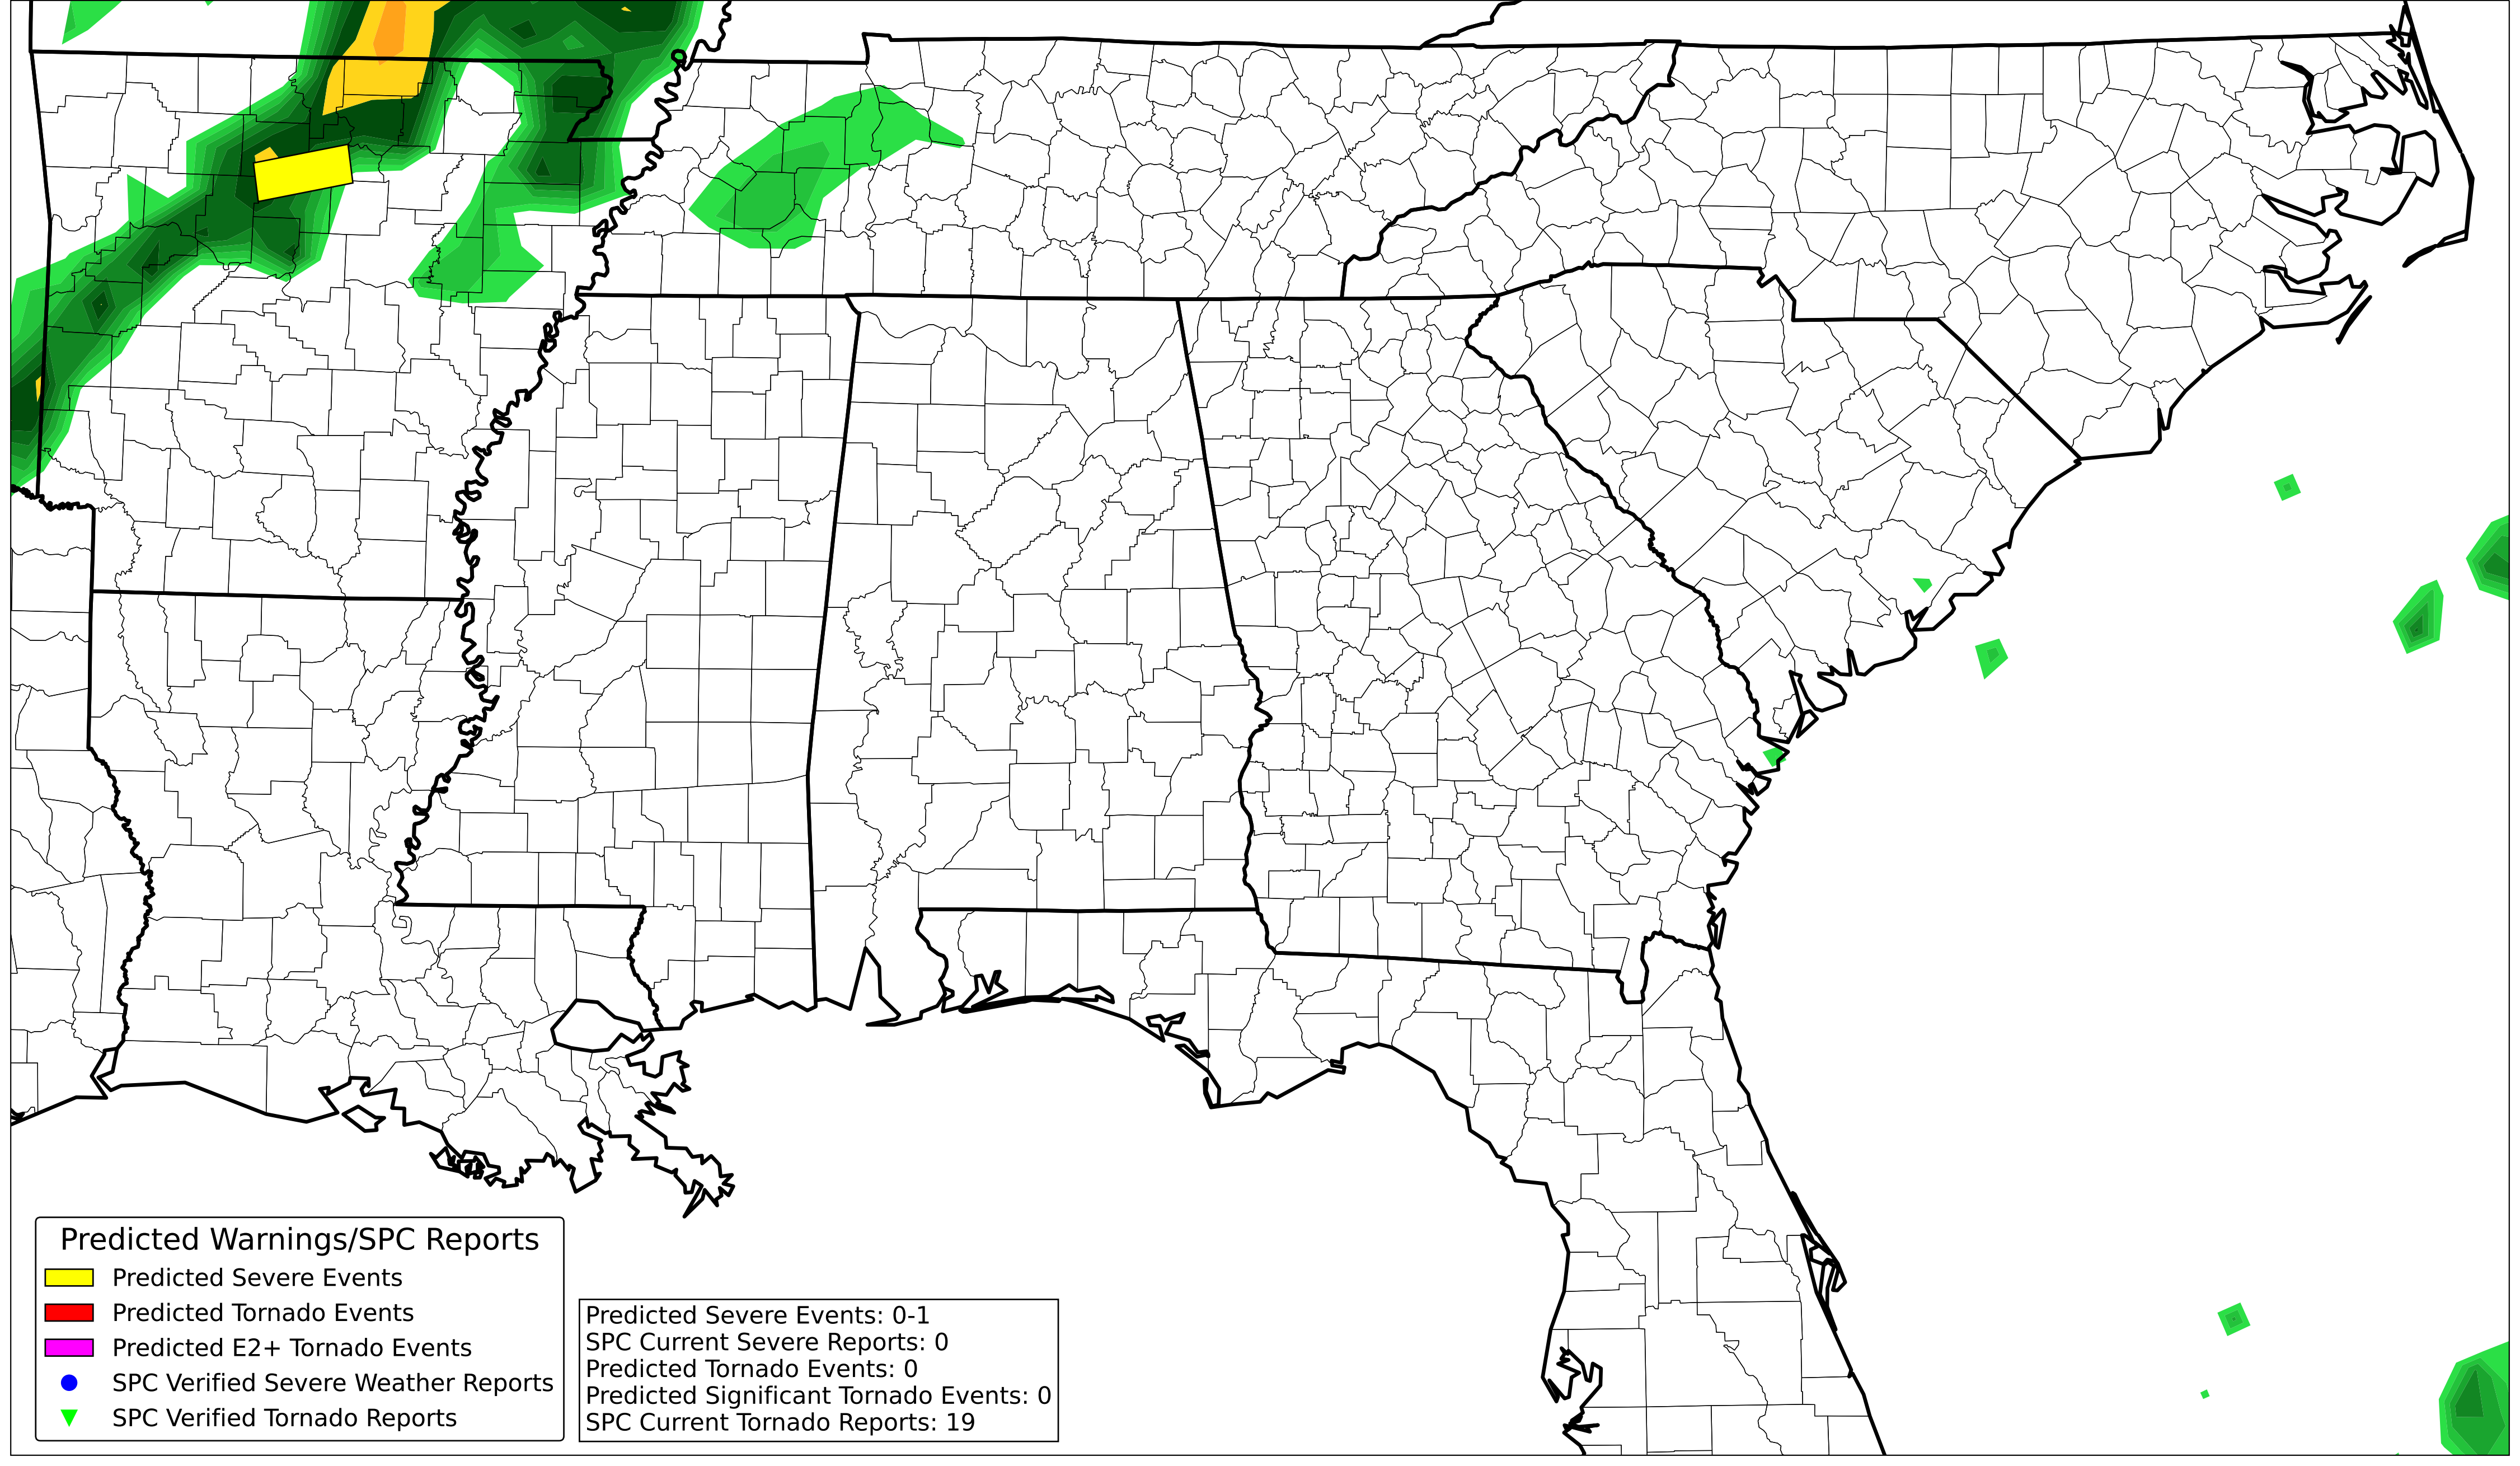 Predicted Warnings/SPC Reports
Predicted Severe Events
Predicted Tornado Events
Predicted E2+ Tornado Events
SPC Verified Severe Weather Reports
SPC Verified Tornado Reports
Predicted Severe Events: 0-1
SPC Current Severe Reports: 0
Predicted Tornado Events: 0
Predicted Significant Tornado Events: 0
SPC Current Tornado Reports: 19